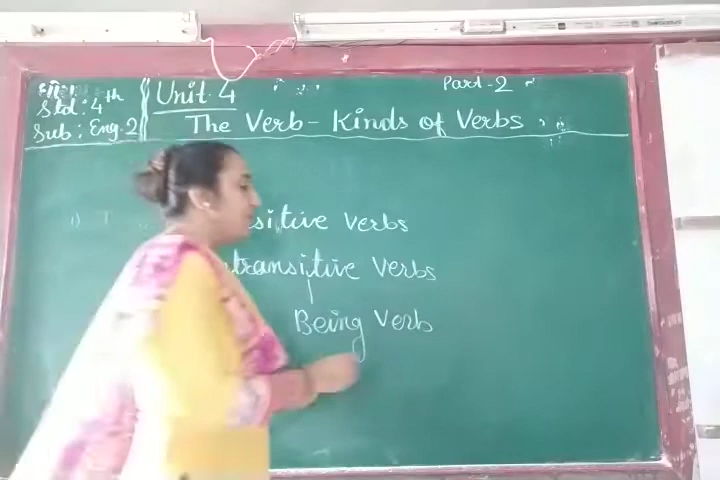 Std: 4th
Sub: Eng.2
Unit. 4
Part-2
The Verb - Kinds of Verbs
sitive Verbs
transitive Verbs
Being Verb